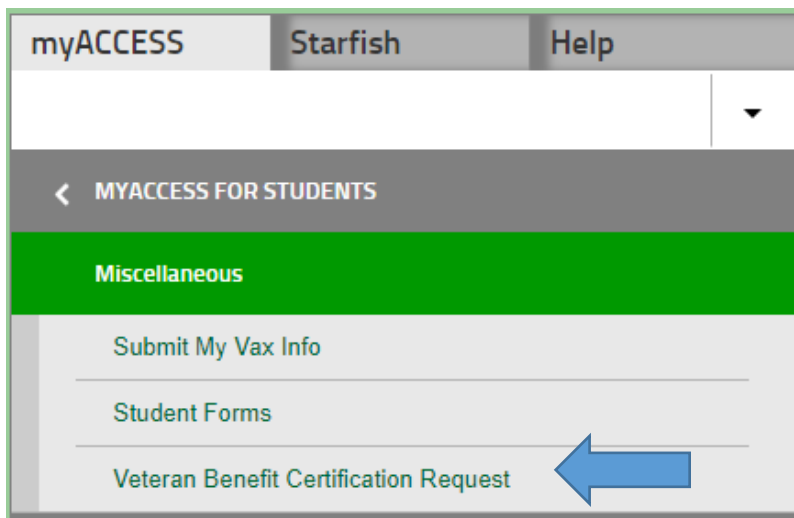 myACCESS Starfish Help
MYACCESS FOR STUDENTS
Miscellaneous
Submit My Vax Info
Student Forms
Veteran Benefit Certification Request